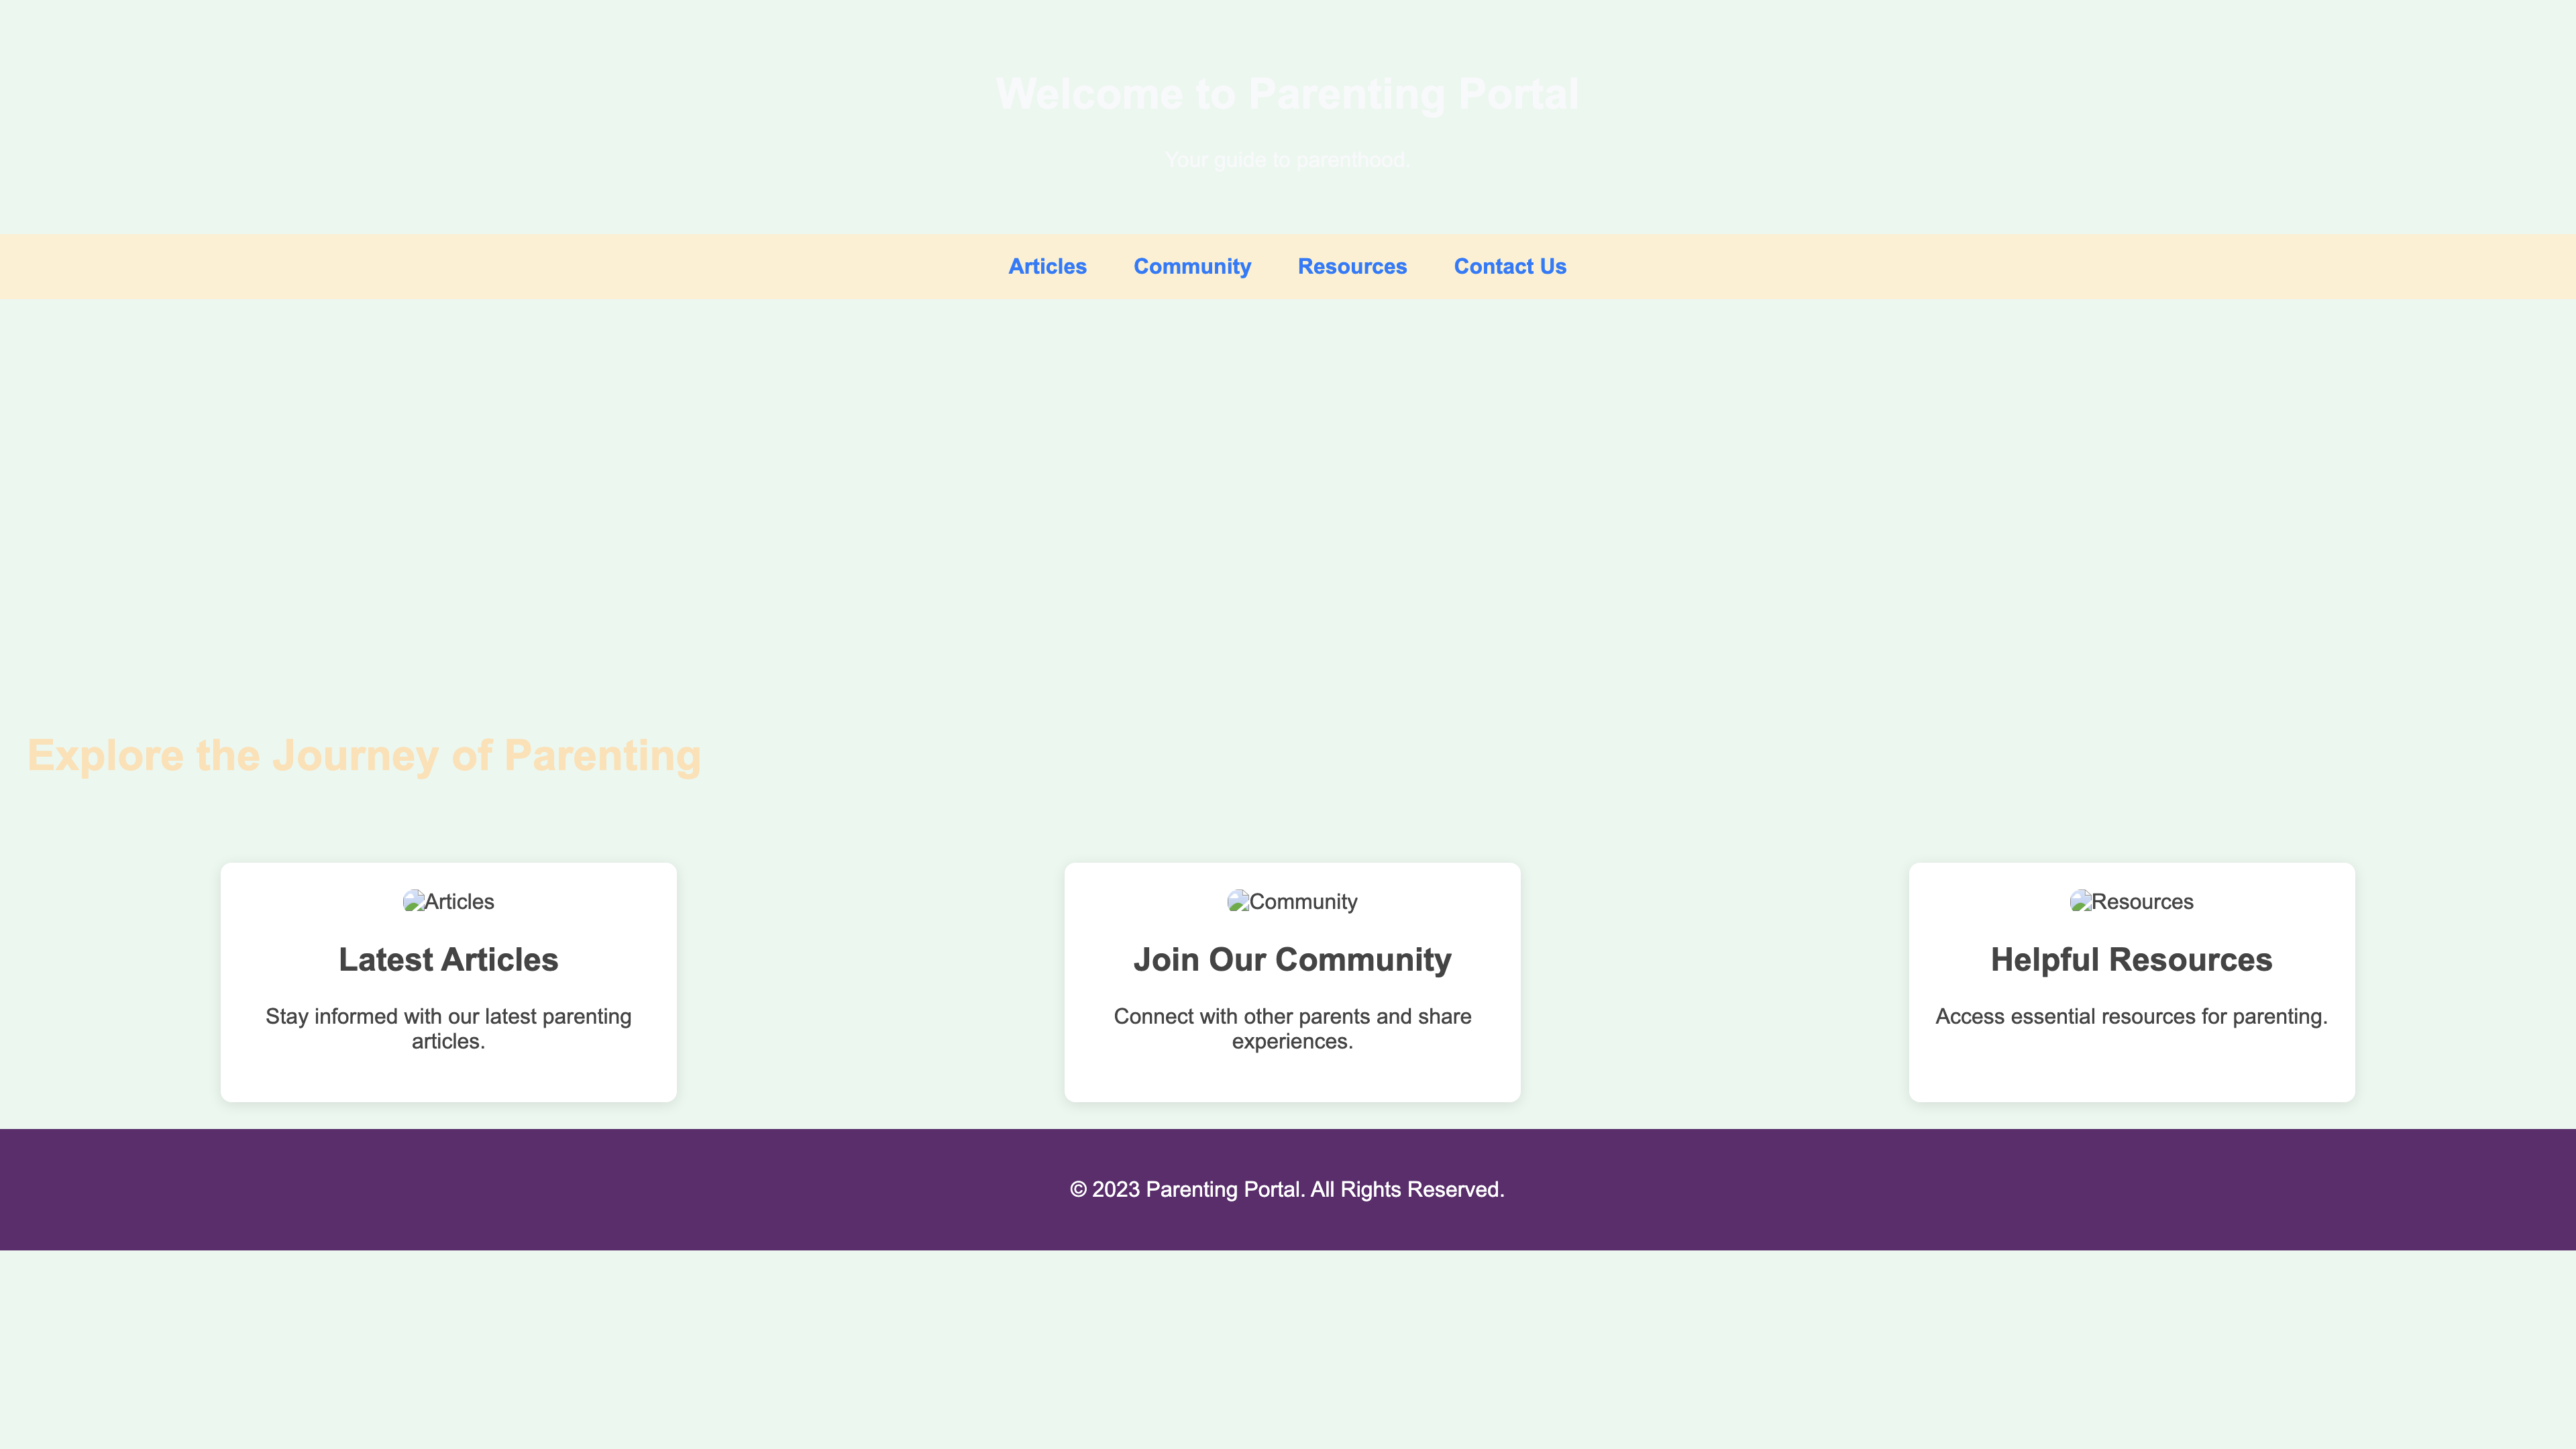 Welcome to Parenting Portal
Your guide to parenthood.
Articles Community Resources Contact Us
Explore the Journey of Parenting
Articles
Latest Articles
Stay informed with our latest parenting
articles.
Community
Join Our Community
Connect with other parents and share
experiences.
Resources
Helpful Resources
Access essential resources for parenting.
© 2023 Parenting Portal. All Rights Reserved.